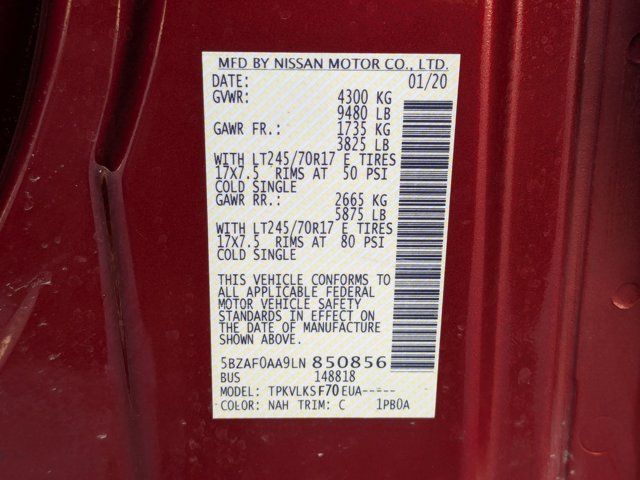 MFD BY NISSAN MOTOR CO., LTD.
DATE: 01/20
GVWR: 4300 KG
9480 LB
GAWR FR.: 1735 KG
3825 LB
WITH LT245/70R17 E TIRES
17X7.5 RIMS AT 50 PSI
COLD SINGLE
GAWR RR.: 2665 KG
5875 LB
WITH LT245/70R17 E TIRES
17X7.5 RIMS AT 80 PSI
COLD SINGLE
THIS VEHICLE CONFORMS TO
ALL APPLICABLE FEDERAL
MOTOR VEHICLE SAFETY
STANDARDS IN EFFECT ON
THE DATE OF MANUFACTURE
SHOWN ABOVE.
5BZAF0AA9LN850856
BUS 148818
MODEL: TPKVLKSF70EUA-----
COLOR: NAH TRIM: C 1PB0A